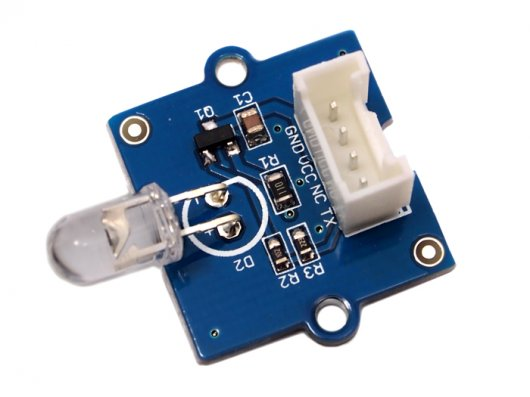 C1
Q1
GND VCC NC TX
R1
D2
R3
R2